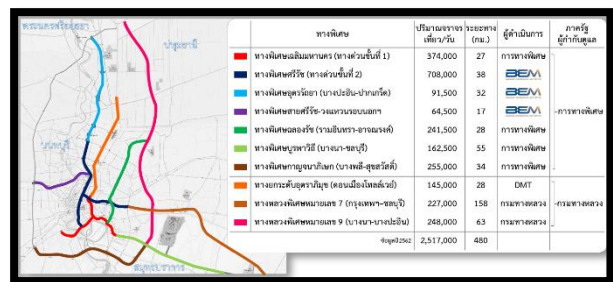 พระนครศรีอยุธยา
ปทุมธานี
นนทบุรี
สมุทรปราการ
ทางพิเศษ ปริมาณจราจร เที่ยว/วัน ระยะทาง (กม.) ผู้ดำเนินการ ภาครัฐ ผู้กำกับดูแล
ทางพิเศษเฉลิมมหานคร (ทางด่วนขั้นที่ 1) 374,000 27 การทางพิเศษ
ทางพิเศษศรีรัช (ทางด่วนขั้นที่ 2) 708,000 38 BEM
ทางพิเศษอุดรรัถยา (บางปะอิน-ปากเกร็ด) 91,500 32 BEM
ทางพิเศษสายศรีรัช-วงแหวนรอบนอกฯ 64,500 17 BEM -การทางพิเศษ
ทางพิเศษฉลองรัช (รามอินทรา-อาจณรงค์) 241,500 28 การทางพิเศษ
ทางพิเศษบูรพาวิถี (บางนา-ชลบุรี) 162,500 55 การทางพิเศษ
ทางพิเศษกาญจนาภิเษก (บางพลี-สุขสวัสดิ์) 255,000 34 การทางพิเศษ
ทางยกระดับอุตราภิมุข (ดอนเมืองโทลล์เวย์) 145,000 28 DMT
ทางหลวงพิเศษหมายเลข 7 (กรุงเทพฯ-ชลบุรี) 227,000 158 กรมทางหลวง -กรมทางหลวง
ทางหลวงพิเศษหมายเลข 9 (บางนา-บางปะอิน) 248,000 63 กรมทางหลวง
ข้อมูลปี 2562 2,517,000 480